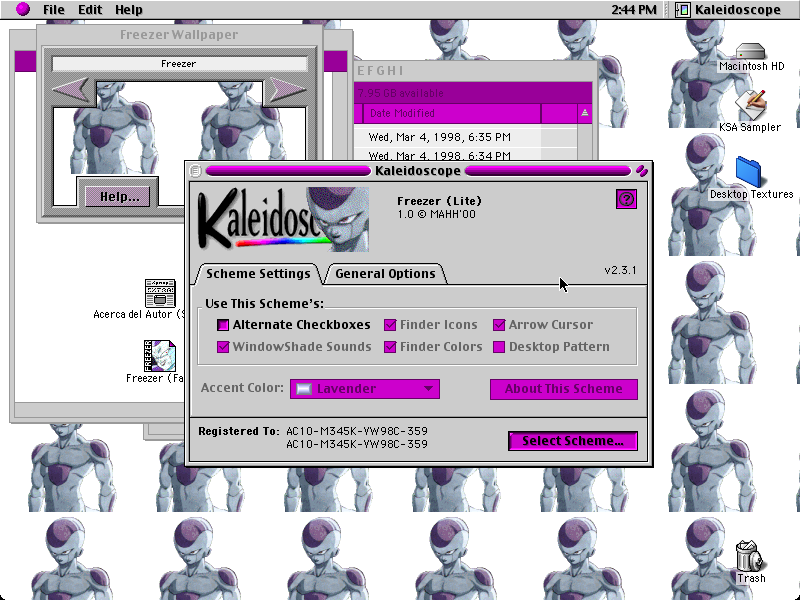 File Edit Help
2:44 PM
Kaleidoscope
Freezer Wallpaper
Freezer
Help...
E F G H I
7.95 GB available
Date Modified
Wed, Mar 4, 1998, 6:35 PM
Wed, Mar 4, 1998, 6:34 PM
Macintosh HD
KSA Sampler
Desktop Textures
Trash
Acerca del Autor (S
Freezer (Fa
Kaleidoscope
Kaleidosc
Freezer (Lite)
1.0 © MAHH'00
?
v2.3.1
Scheme Settings
General Options
Use This Scheme's:
Alternate Checkboxes
Finder Icons
Arrow Cursor
WindowShade Sounds
Finder Colors
Desktop Pattern
Accent Color:
Lavender
About This Scheme
Registered To: AC10-M345K-YW98C-359
AC10-M345K-YW98C-359
Select Scheme...